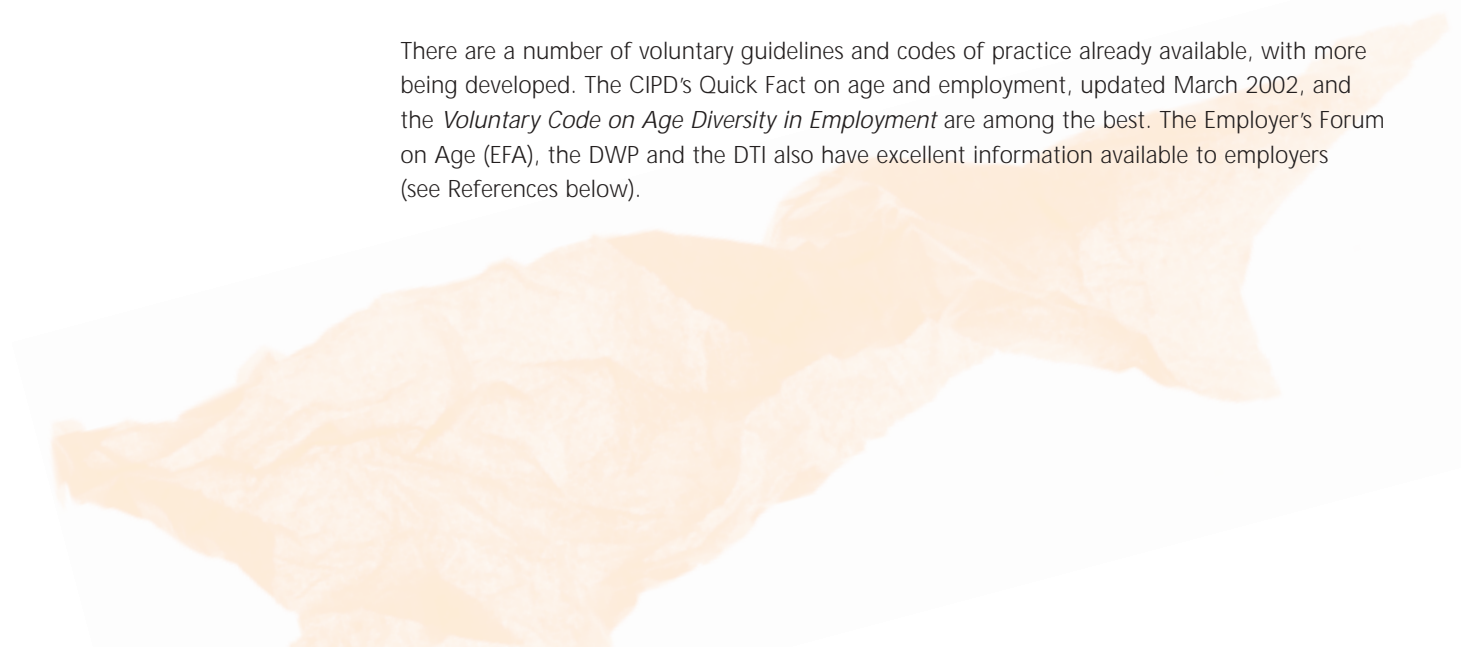 There are a number of voluntary guidelines and codes of practice already available, with more
being developed. The CIPD's Quick Fact on age and employment, updated March 2002, and
the Voluntary Code on Age Diversity in Employment are among the best. The Employer's Forum
on Age (EFA), the DWP and the DTI also have excellent information available to employers
(see References below).